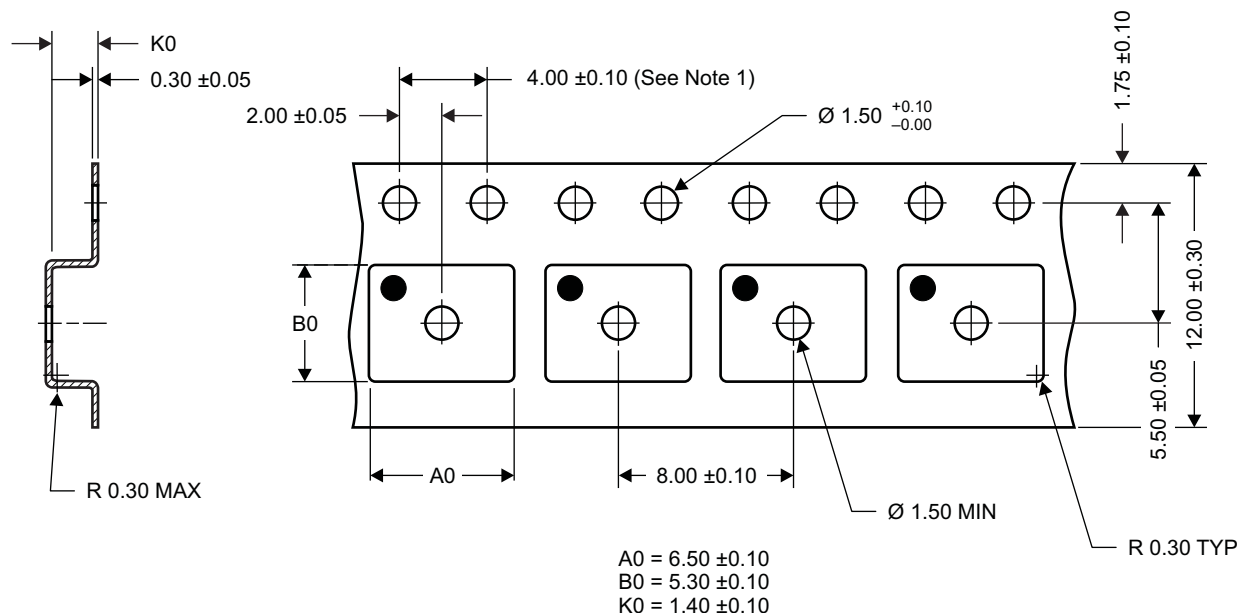 K0
0.30 ±0.05
4.00 ±0.10 (See Note 1)
2.00 ±0.05
Ø 1.50 +0.10 –0.00
1.75 ±0.10
B0
12.00 ±0.30
5.50 ±0.05
R 0.30 MAX
A0
8.00 ±0.10
Ø 1.50 MIN
R 0.30 TYP
A0 = 6.50 ±0.10
B0 = 5.30 ±0.10
K0 = 1.40 ±0.10